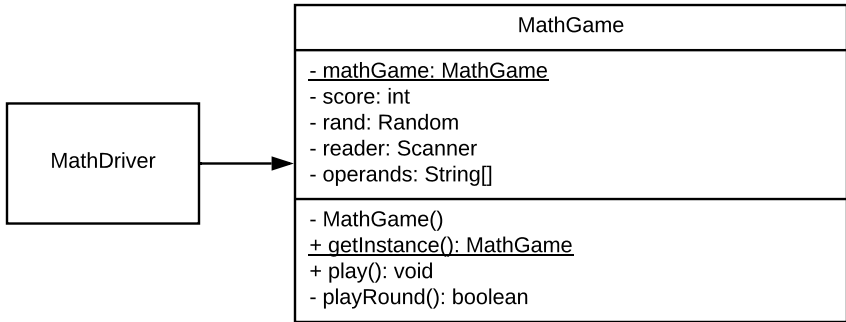 MathGame
- mathGame: MathGame
- score: int
- rand: Random
- reader: Scanner
- operands: String[]
MathDriver
- MathGame()
+ getInstance(): MathGame
+ play(): void
- playRound(): boolean